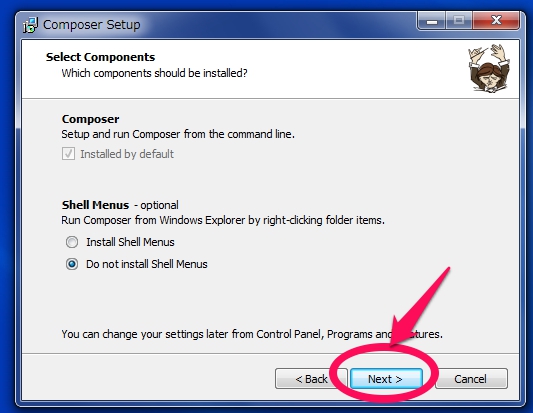 Composer Setup
Select Components
Which components should be installed?
Composer
Setup and run Composer from the command line.
Installed by default
Shell Menus - optional
Run Composer from Windows Explorer by right-clicking folder items.
Install Shell Menus
Do not install Shell Menus
You can change your settings later from Control Panel, Programs and Features.
< Back
Next >
Cancel